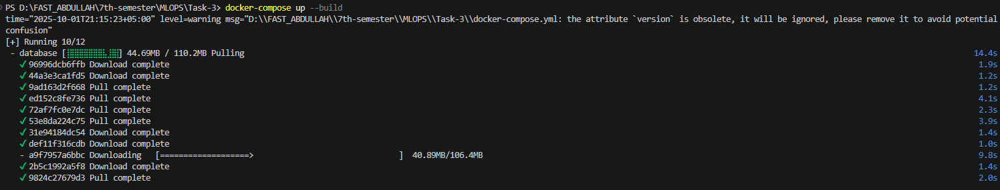 PS D:\FAST_ABDULLAH\7th-semester\MLOPS\Task-3> docker-compose up --build
time="2025-10-01T21:15:23+05:00" level=warning msg="D:\\FAST_ABDULLAH\\7th-semester\\MLOPS\\Task-3\\docker-compose.yml: the attribute `version` is obsolete, it will be ignored, please remove it to avoid potential
confusion"
[+] Running 10/12
- database [⣿⣿⣿⣿⣿⣿⣿⣿⣄⣿⣿] 44.69MB / 110.2MB Pulling 14.4s
✔ 96996dcb6ffb Download complete 1.9s
✔ 44a3e3ca1fd5 Download complete 1.2s
✔ 9ad163d2f668 Pull complete 1.2s
✔ ed152c8fe736 Pull complete 4.1s
✔ 72af7fc0e7dc Pull complete 2.3s
✔ 53e8da224c75 Pull complete 3.9s
✔ 31e94184dc54 Download complete 1.4s
✔ def11f316cdb Download complete 1.0s
- a9f7957a6bbc Downloading [===================> ] 40.89MB/106.4MB 9.8s
✔ 2b5c1992a5f8 Download complete 1.4s
✔ 9824c27679d3 Pull complete 2.0s